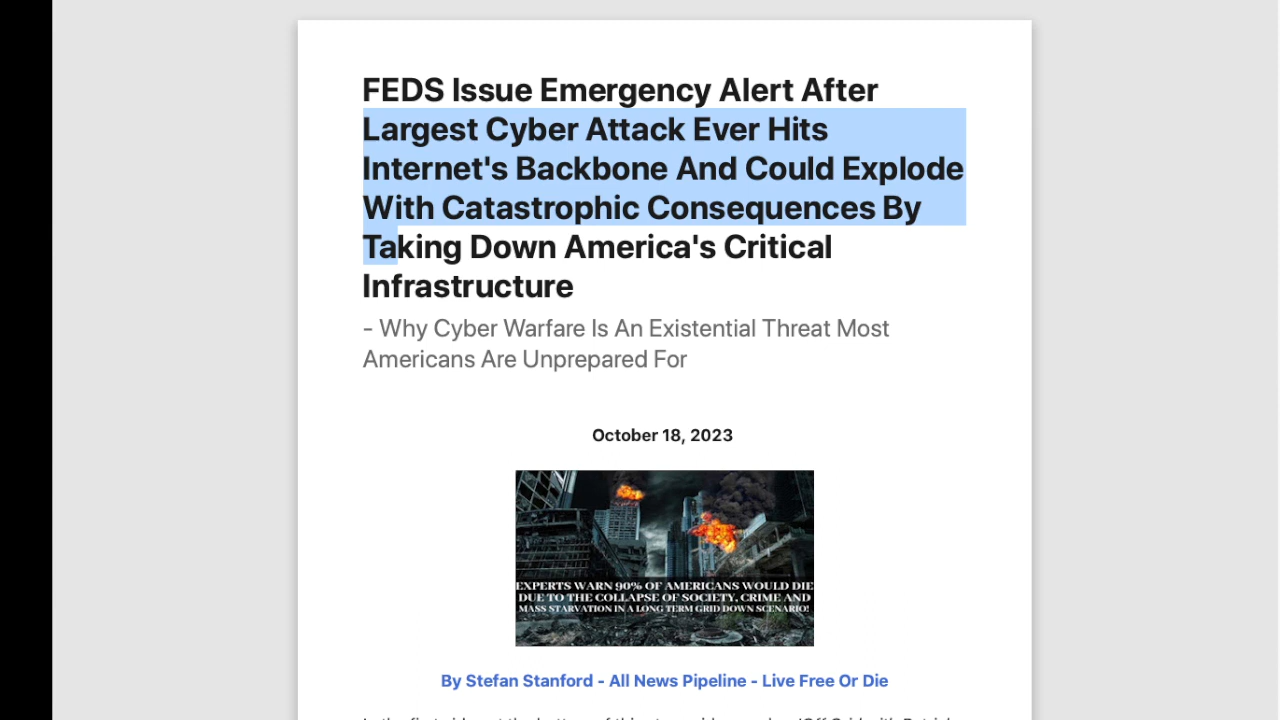 FEDS Issue Emergency Alert After
Largest Cyber Attack Ever Hits
Internet's Backbone And Could Explode
With Catastrophic Consequences By
Taking Down America's Critical
Infrastructure
- Why Cyber Warfare Is An Existential Threat Most
Americans Are Unprepared For
October 18, 2023
EXPERTS WARN 90% OF AMERICANS WOULD DIE
DUE TO THE COLLAPSE OF SOCIETY, CRIME AND
MASS STARVATION IN A LONG TERM GRID DOWN SCENARIO!
By Stefan Stanford - All News Pipeline - Live Free Or Die